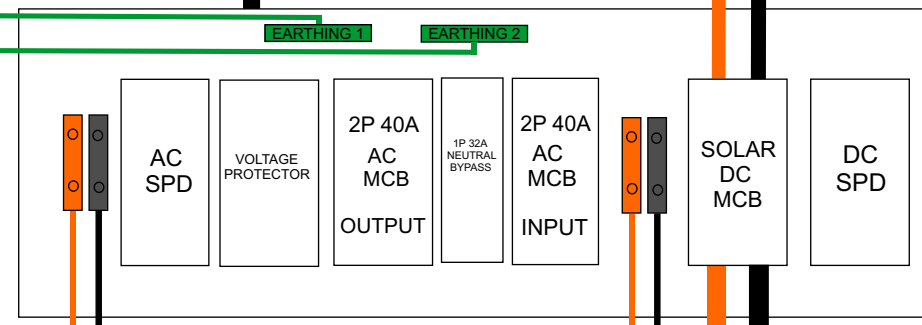 EARTHING 1
EARTHING 2
AC
SPD
VOLTAGE
PROTECTOR
2P 40A
AC
MCB
OUTPUT
1P 32A
NEUTRAL
BYPASS
2P 40A
AC
MCB
INPUT
SOLAR
DC
MCB
DC
SPD